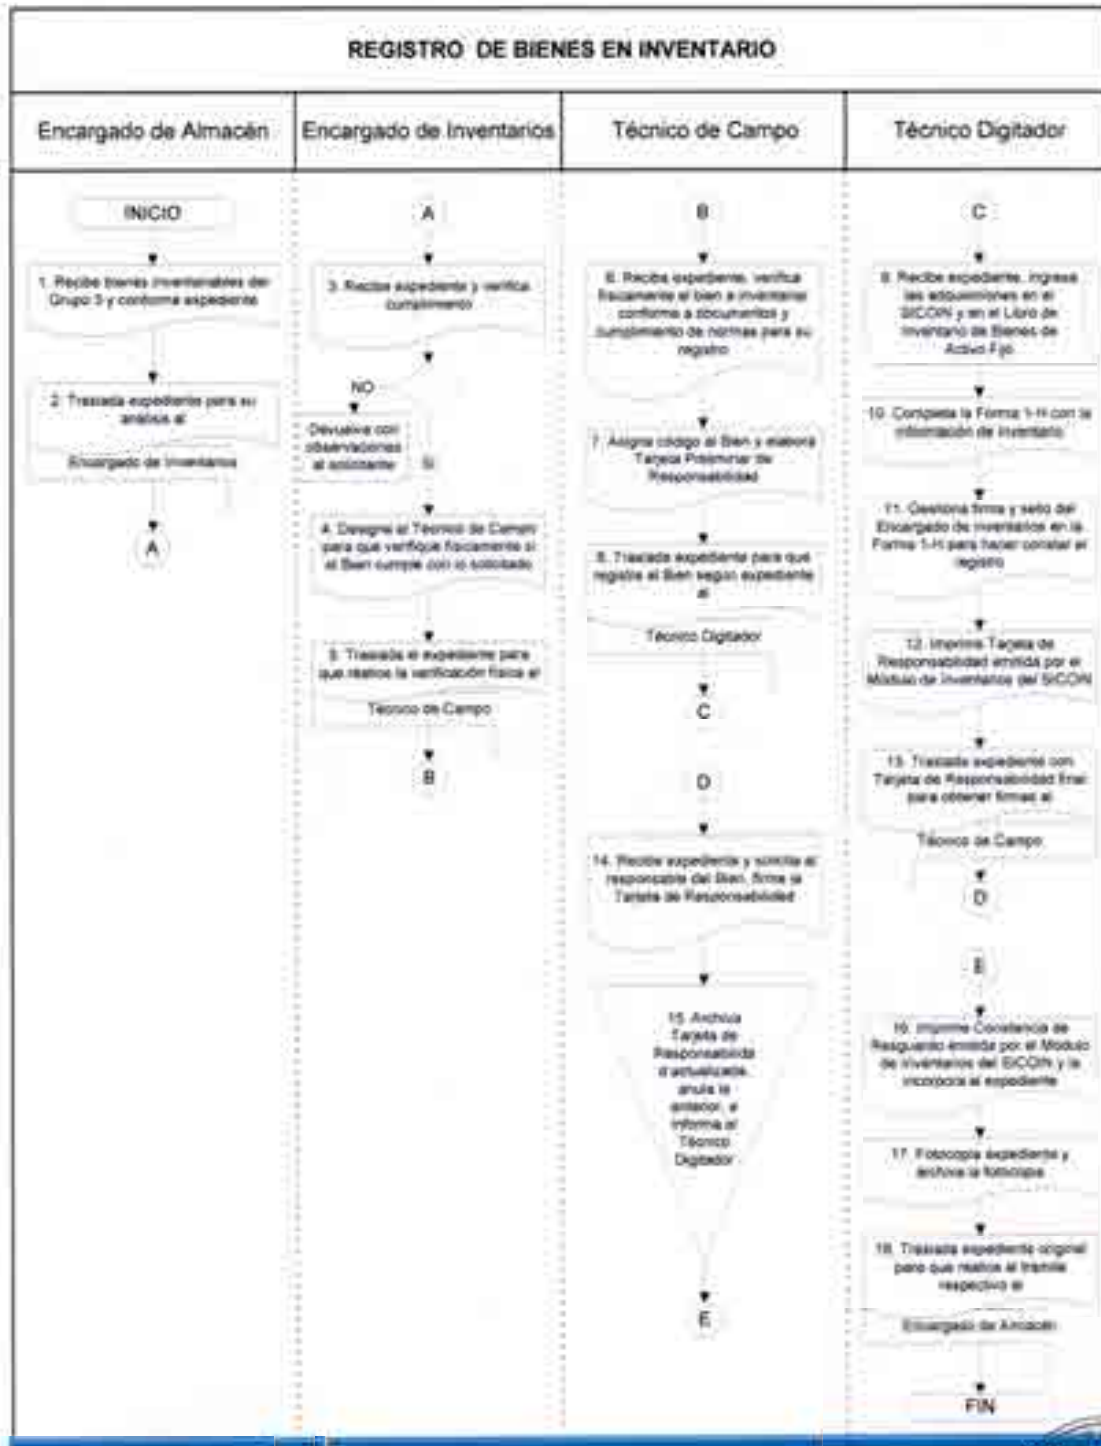 REGISTRO DE BIENES EN INVENTARIO
Encargado de Almacén
Encargado de Inventarios
Técnico de Campo
Técnico Digitador
INICIO
1. Recibe bienes inventariables del
Grupo 3 y conforma expediente
2. Traslada expediente para su
análisis al
Encargado de Inventarios
A
A
3. Recibe expediente y verifica
cumplimiento
NO
Devuelve con
observaciones
al solicitante
SI
4. Designa al Técnico de Campo
para que verifique físicamente si
el Bien cumple con lo solicitado
5. Traslada el expediente para
que realice la verificación física al
Técnico de Campo
B
B
6. Recibe expediente, verifica
físicamente el bien a inventariar
conforme a documentos y
cumplimiento de normas para su
registro
7. Asigna código al Bien y elabora
Tarjeta Preliminar de
Responsabilidad
8. Traslada expediente para que
registre el Bien según expediente
al
Técnico Digitador
C
D
14. Recibe expediente y solicita al
responsable del Bien, firme la
Tarjeta de Responsabilidad
15. Archiva
Tarjeta de
Responsabilida
d actualizada,
anula la
anterior, e
informa al
Técnico
Digitador
E
C
9. Recibe expediente, ingresa
las adquisiciones en el
SICOIN y en el Libro de
Inventario de Bienes de
Activo Fijo
10. Completa la Forma 1-H con la
información de inventario
11. Gestiona firma y sello del
Encargado de Inventarios en la
Forma 1-H para hacer constar el
registro
12. Imprime Tarjeta de
Responsabilidad emitida por el
Módulo de Inventarios del SICOIN
13. Traslada expediente con
Tarjeta de Responsabilidad final
para obtener firmas al
Técnico de Campo
D
E
16. Imprime Constancia de
Resguardo emitida por el Módulo
de Inventarios del SICOIN y la
incorpora al expediente
17. Fotocopia expediente y
archiva la fotocopia
18. Traslada expediente original
para que realice el trámite
respectivo al
Encargado de Almacén
FIN